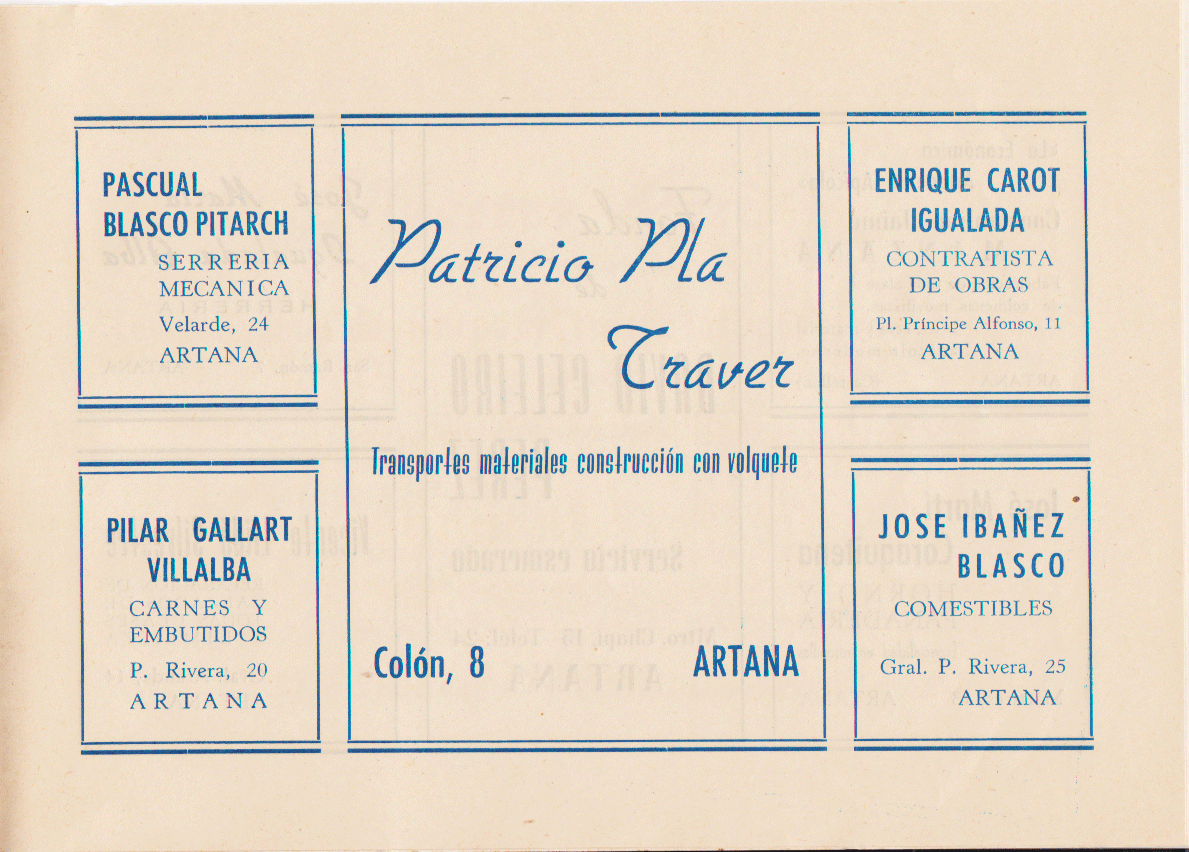 PASCUAL
BLASCO PITARCH
SERRERIA
MECANICA
Velarde, 24
ARTANA
PILAR GALLART
VILLALBA
CARNES Y
EMBUTIDOS
P. Rivera, 20
ARTANA
Patricio Pla
Traver
Transportes materiales construcción con volquete
Colón, 8 ARTANA
ENRIQUE CAROT
IGUALADA
CONTRATISTA
DE OBRAS
Pl. Príncipe Alfonso, 11
ARTANA
JOSE IBAÑEZ
BLASCO
COMESTIBLES
Gral. P. Rivera, 25
ARTANA